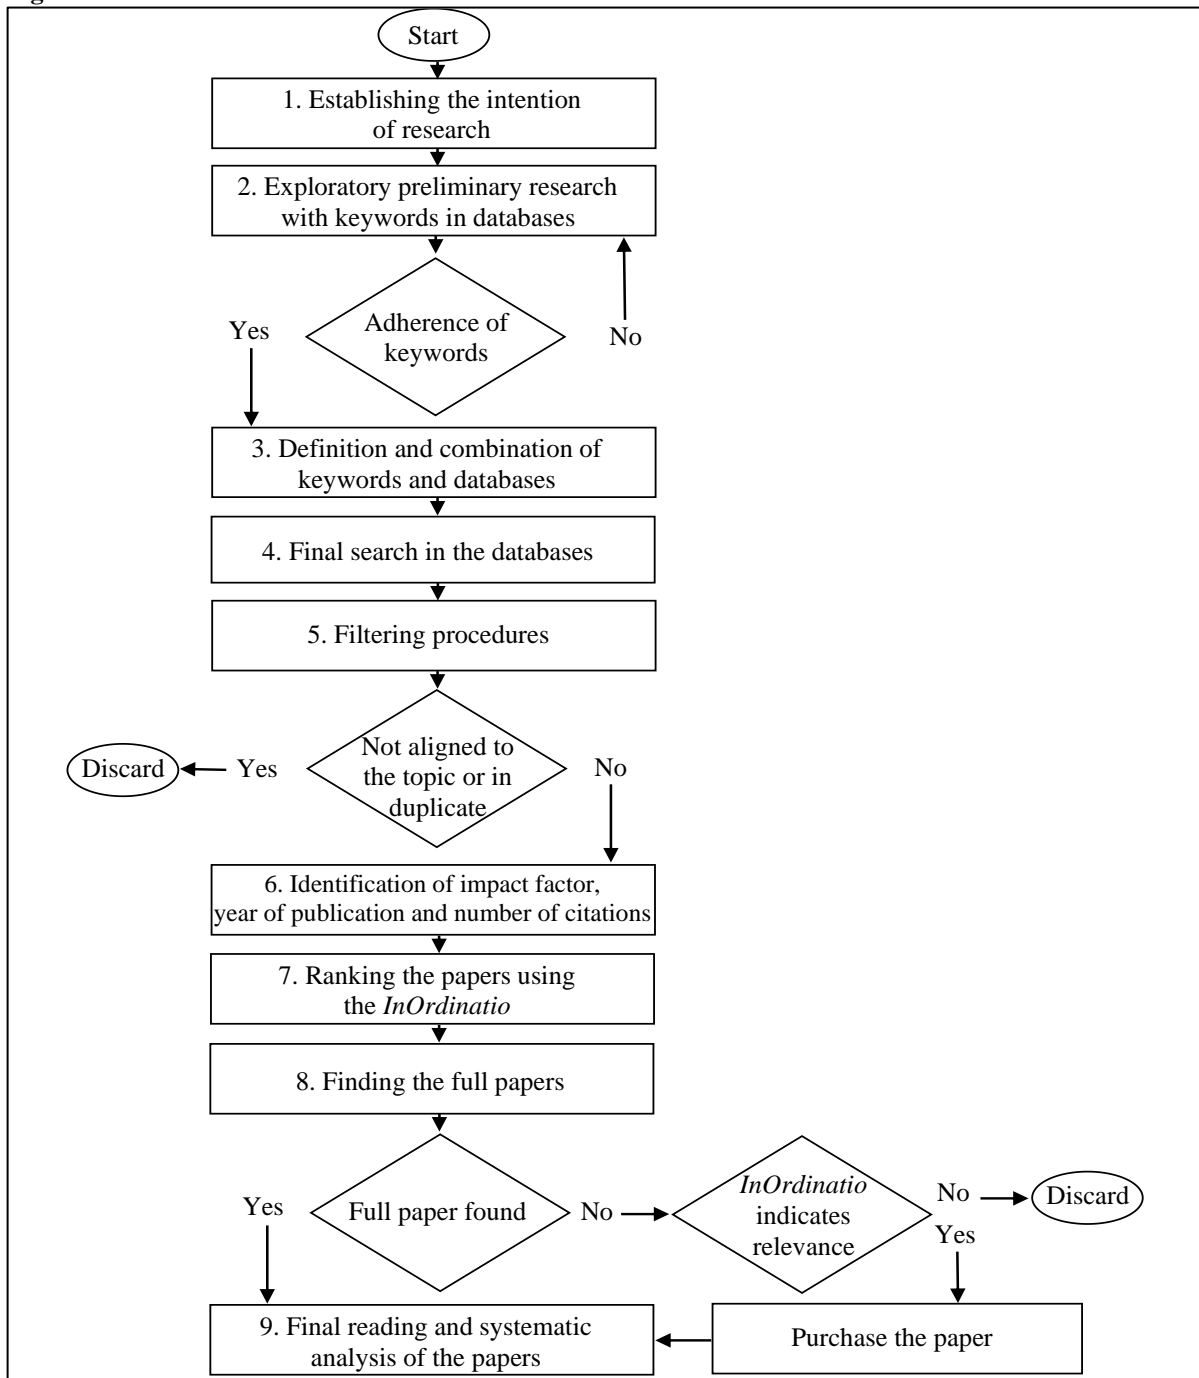 Start
1. Establishing the intention
of research
2. Exploratory preliminary research
with keywords in databases
Yes
Adherence of
keywords
No
3. Definition and combination of
keywords and databases
4. Final search in the databases
5. Filtering procedures
Discard
Yes
Not aligned to
the topic or in
duplicate
No
6. Identification of impact factor,
year of publication and number of citations
7. Ranking the papers using
the InOrdinatio
8. Finding the full papers
Yes
Full paper found
No
InOrdinatio
indicates
relevance
No
Discard
Yes
9. Final reading and systematic
analysis of the papers
Purchase the paper